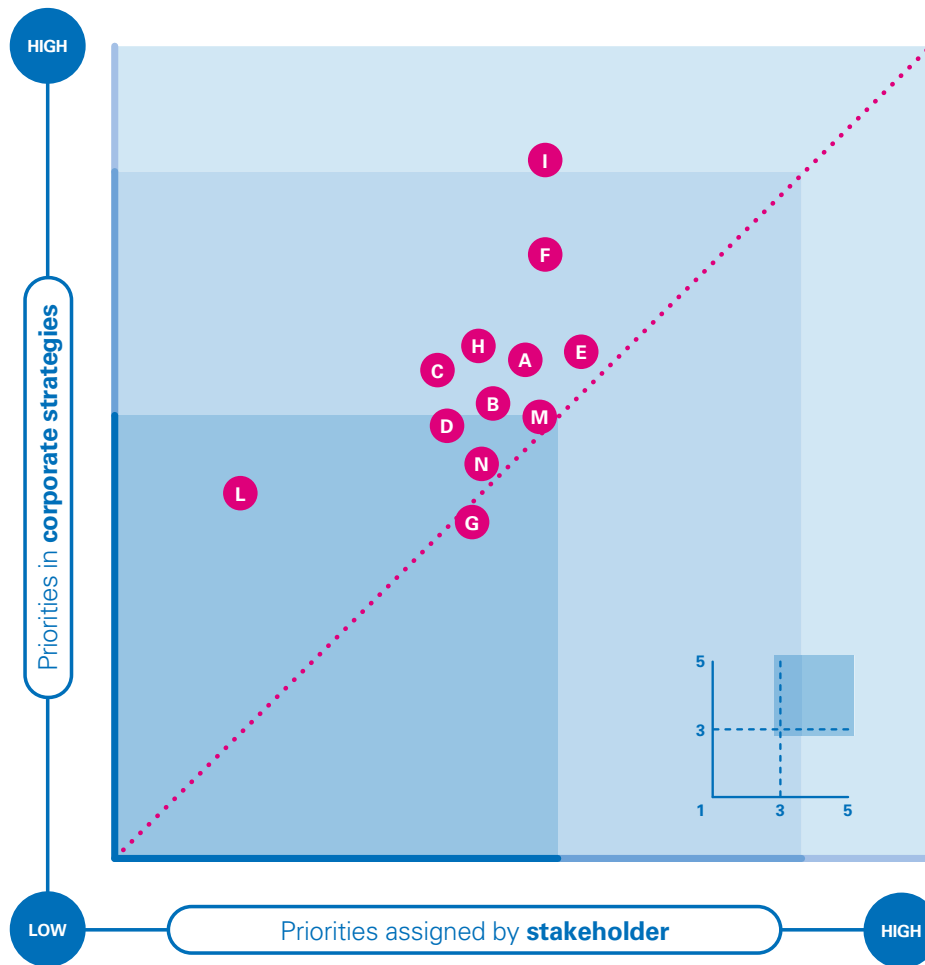 HIGH
I
F
H
A
E
C
B
M
D
N
L
G
Priorities in corporate strategies
5
3
1
3
5
LOW
Priorities assigned by stakeholder
HIGH